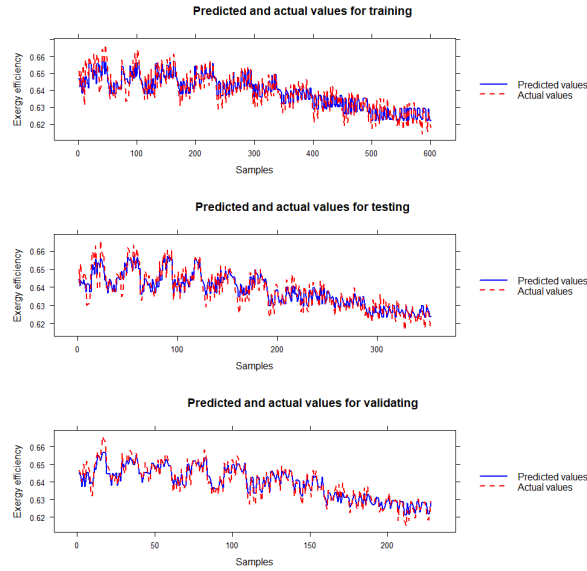 Predicted and actual values for training
Exergy efficiency
0.66
0.65
0.64
0.63
0.62
0 100 200 300 400 500 600
Samples
Predicted values
Actual values
Predicted and actual values for testing
Exergy efficiency
0.66
0.65
0.64
0.63
0.62
0 100 200 300
Samples
Predicted values
Actual values
Predicted and actual values for validating
Exergy efficiency
0.66
0.65
0.64
0.63
0.62
0 50 100 150 200
Samples
Predicted values
Actual values